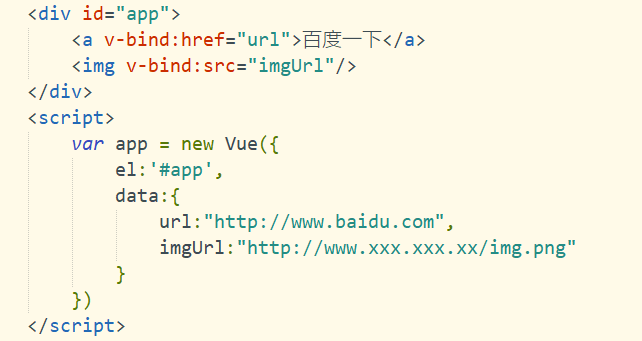 <div id="app">
    <a v-bind:href="url">百度一下</a>
    <img v-bind:src="imgUrl"/>
</div>
<script>
    var app = new Vue({
        el:'#app',
        data:{
            url:"http://www.baidu.com",
            imgUrl:"http://www.xxx.xxx.xx/img.png"
        }
    })
</script>